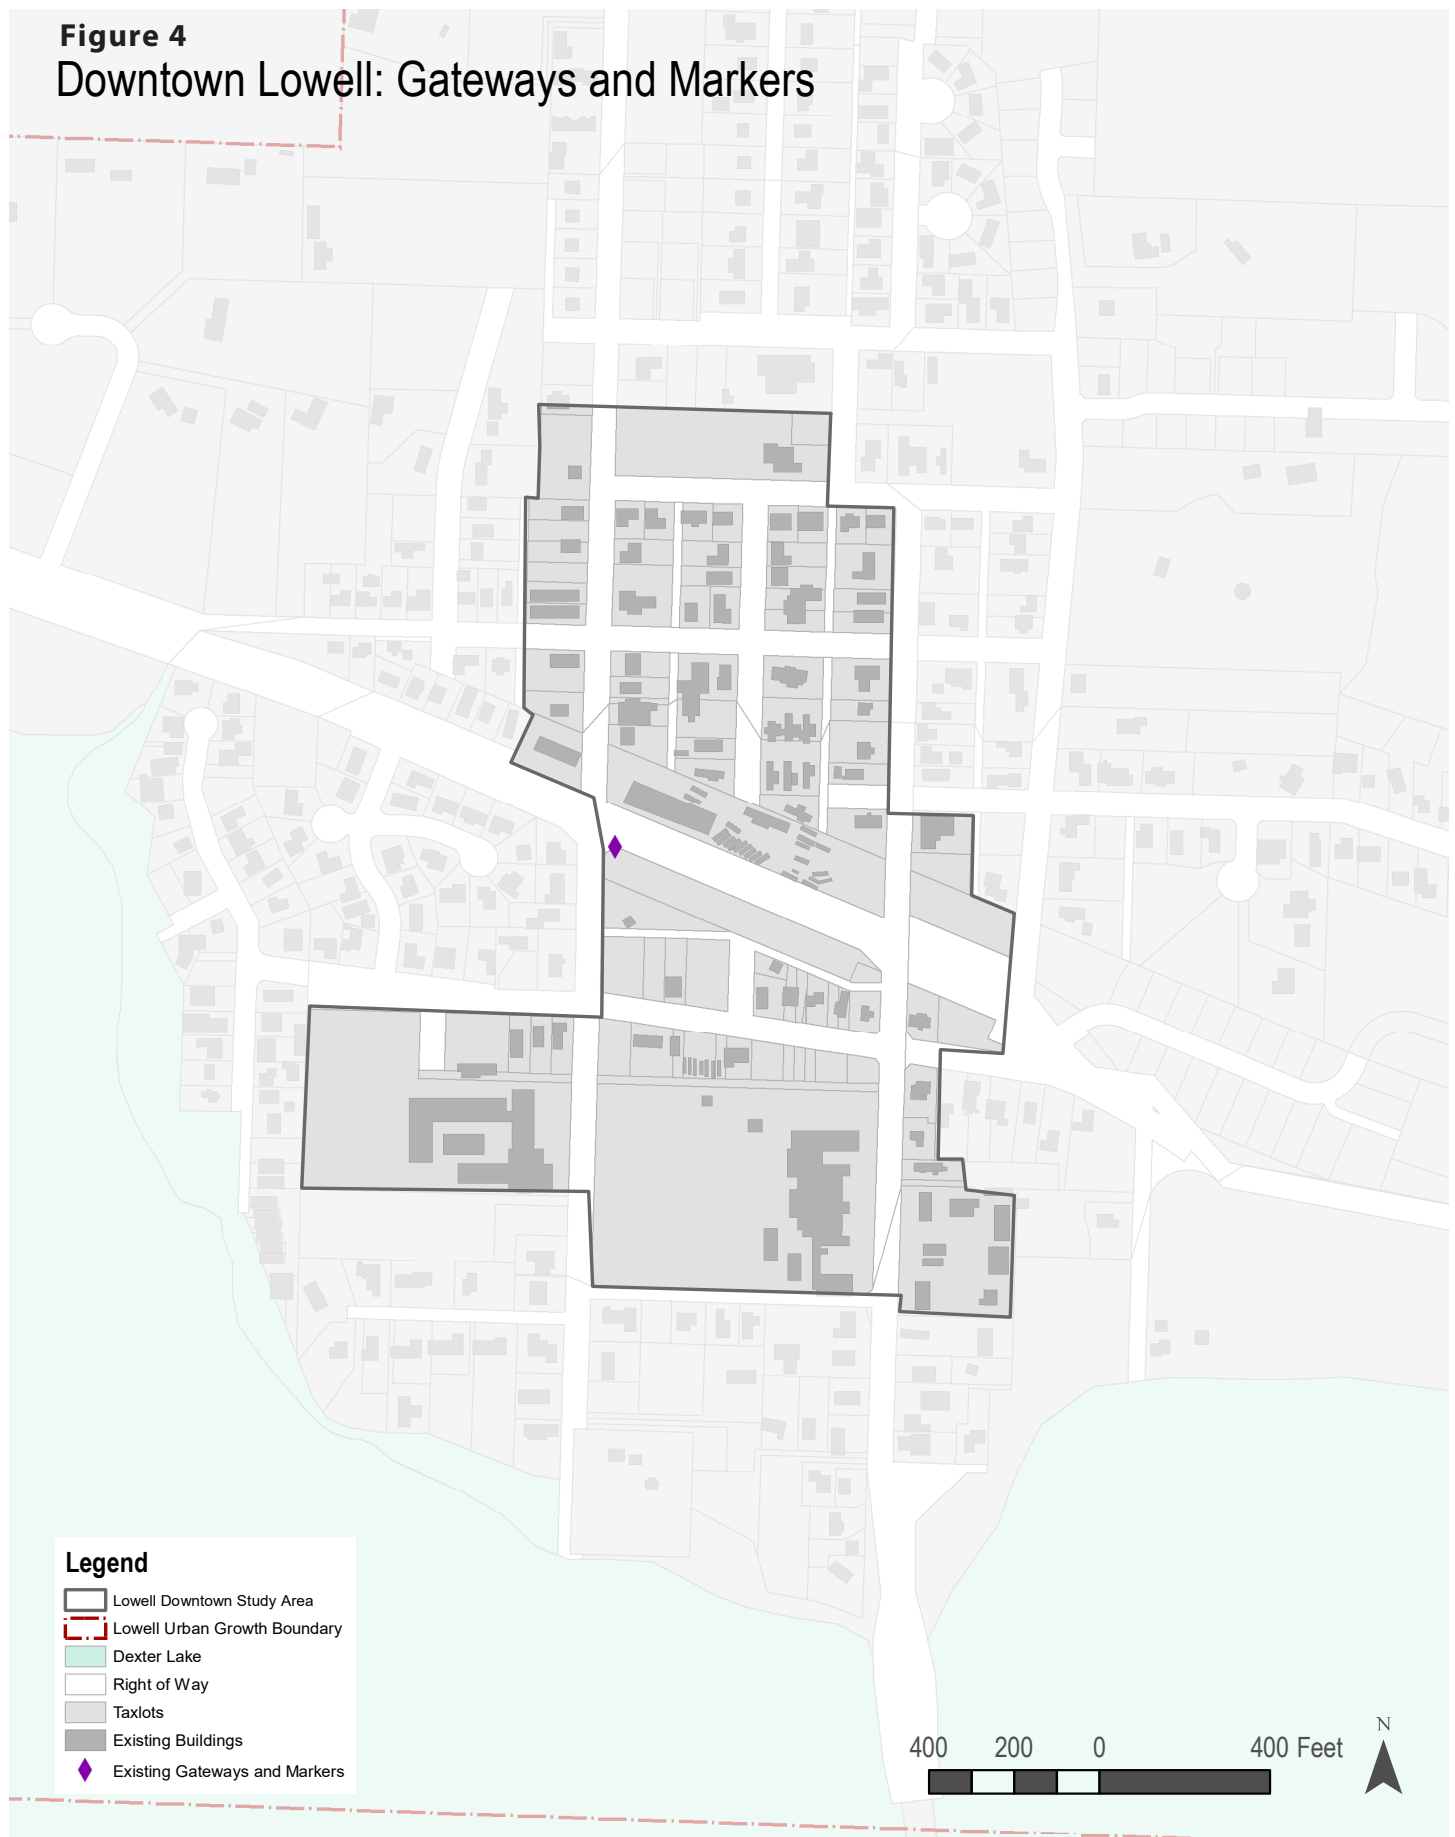 Figure 4
Downtown Lowell: Gateways and Markers
Legend
Lowell Downtown Study Area
Lowell Urban Growth Boundary
Dexter Lake
Right of Way
Taxlots
Existing Buildings
Existing Gateways and Markers
400 200 0 400 Feet
N